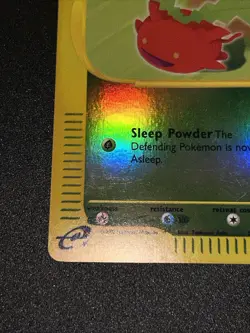 Sleep Powder The
Defending Pokémon is now
Asleep.
weakness resistance retreat cost